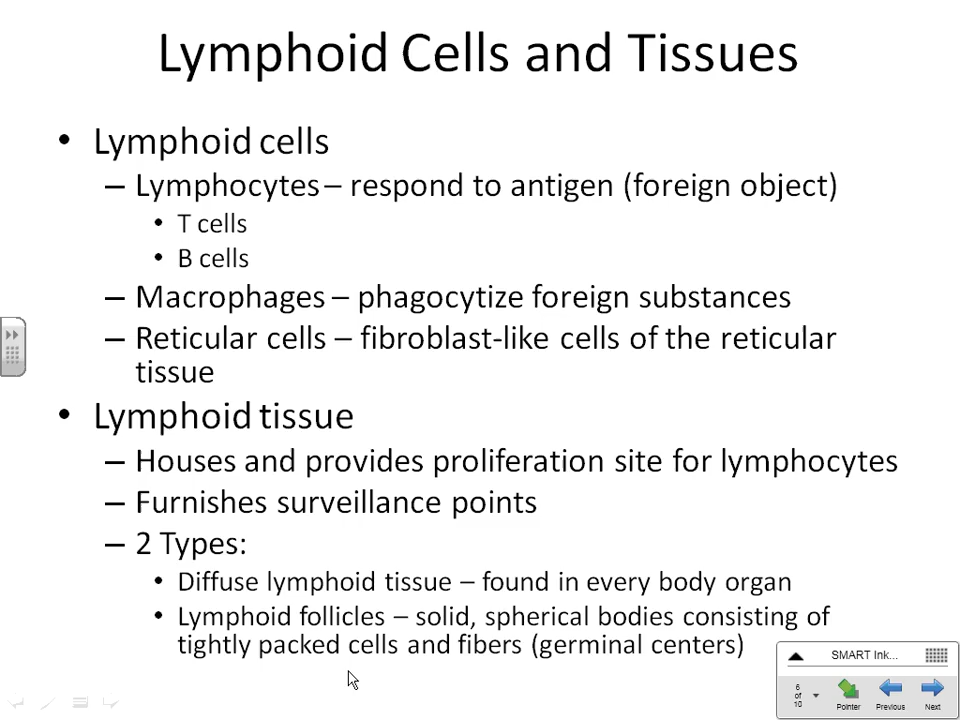 Lymphoid Cells and Tissues
• Lymphoid cells
– Lymphocytes – respond to antigen (foreign object)
• T cells
• B cells
– Macrophages – phagocytize foreign substances
– Reticular cells – fibroblast-like cells of the reticular
tissue
• Lymphoid tissue
– Houses and provides proliferation site for lymphocytes
– Furnishes surveillance points
– 2 Types:
• Diffuse lymphoid tissue – found in every body organ
• Lymphoid follicles – solid, spherical bodies consisting of
tightly packed cells and fibers (germinal centers)
SMART Ink...
6
of
10
Pointer Previous Next